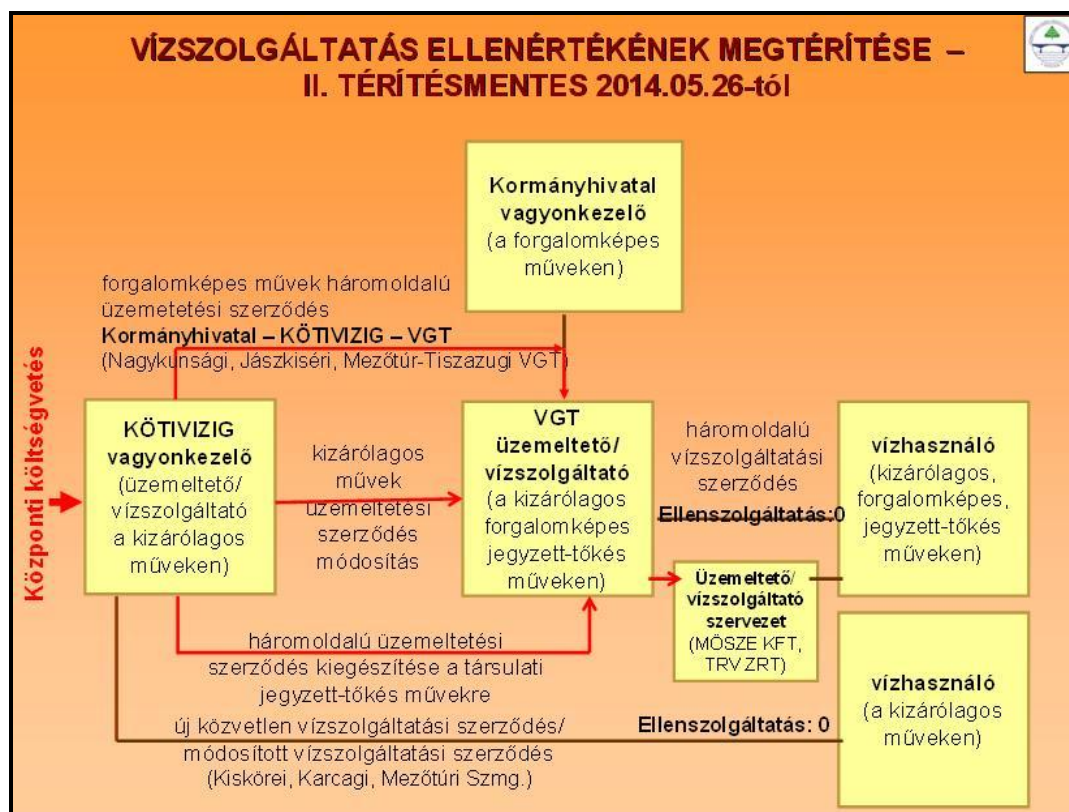 VÍZSZOLGÁLTATÁS ELLENÉRTÉKÉNEK MEGTÉRÍTÉSE –
II. TÉRÍTÉSMENTES 2014.05.26-tól
Kormányhivatal
vagyonkezelő
(a forgalomképes
műveken)
forgalomképes művek háromoldalú
üzemetetési szerződés
Kormányhivatal – KÖTIVIZIG – VGT
(Nagykunsági, Jászkiséri, Mezőtúr-Tiszazugi VGT)
Központi költségvetés
KÖTIVIZIG
vagyonkezelő
(üzemeltető/
vízszolgáltató
a kizárólagos
műveken)
kizárólagos
művek
üzemeltetési
szerződés
módosítás
VGT
üzemeltető/
vízszolgáltató
(a kizárólagos
forgalomképes
jegyzett-tőkés
műveken)
háromoldalú
vízszolgáltatási
szerződés
Ellenszolgáltatás:0
vízhasználó
(kizárólagos,
forgalomképes,
jegyzett-tőkés
műveken)
Üzemeltető/
vízszolgáltató
szervezet
(MÖSZE KFT,
TRV ZRT)
háromoldalú üzemeltetési
szerződés kiegészítése a társulati
jegyzett-tőkés művekre
új közvetlen vízszolgáltatási szerződés/
módosított vízszolgáltatási szerződés
(Kiskörei, Karcagi, Mezőtúri Szmg.)
Ellenszolgáltatás: 0
vízhasználó
(a kizárólagos
műveken)